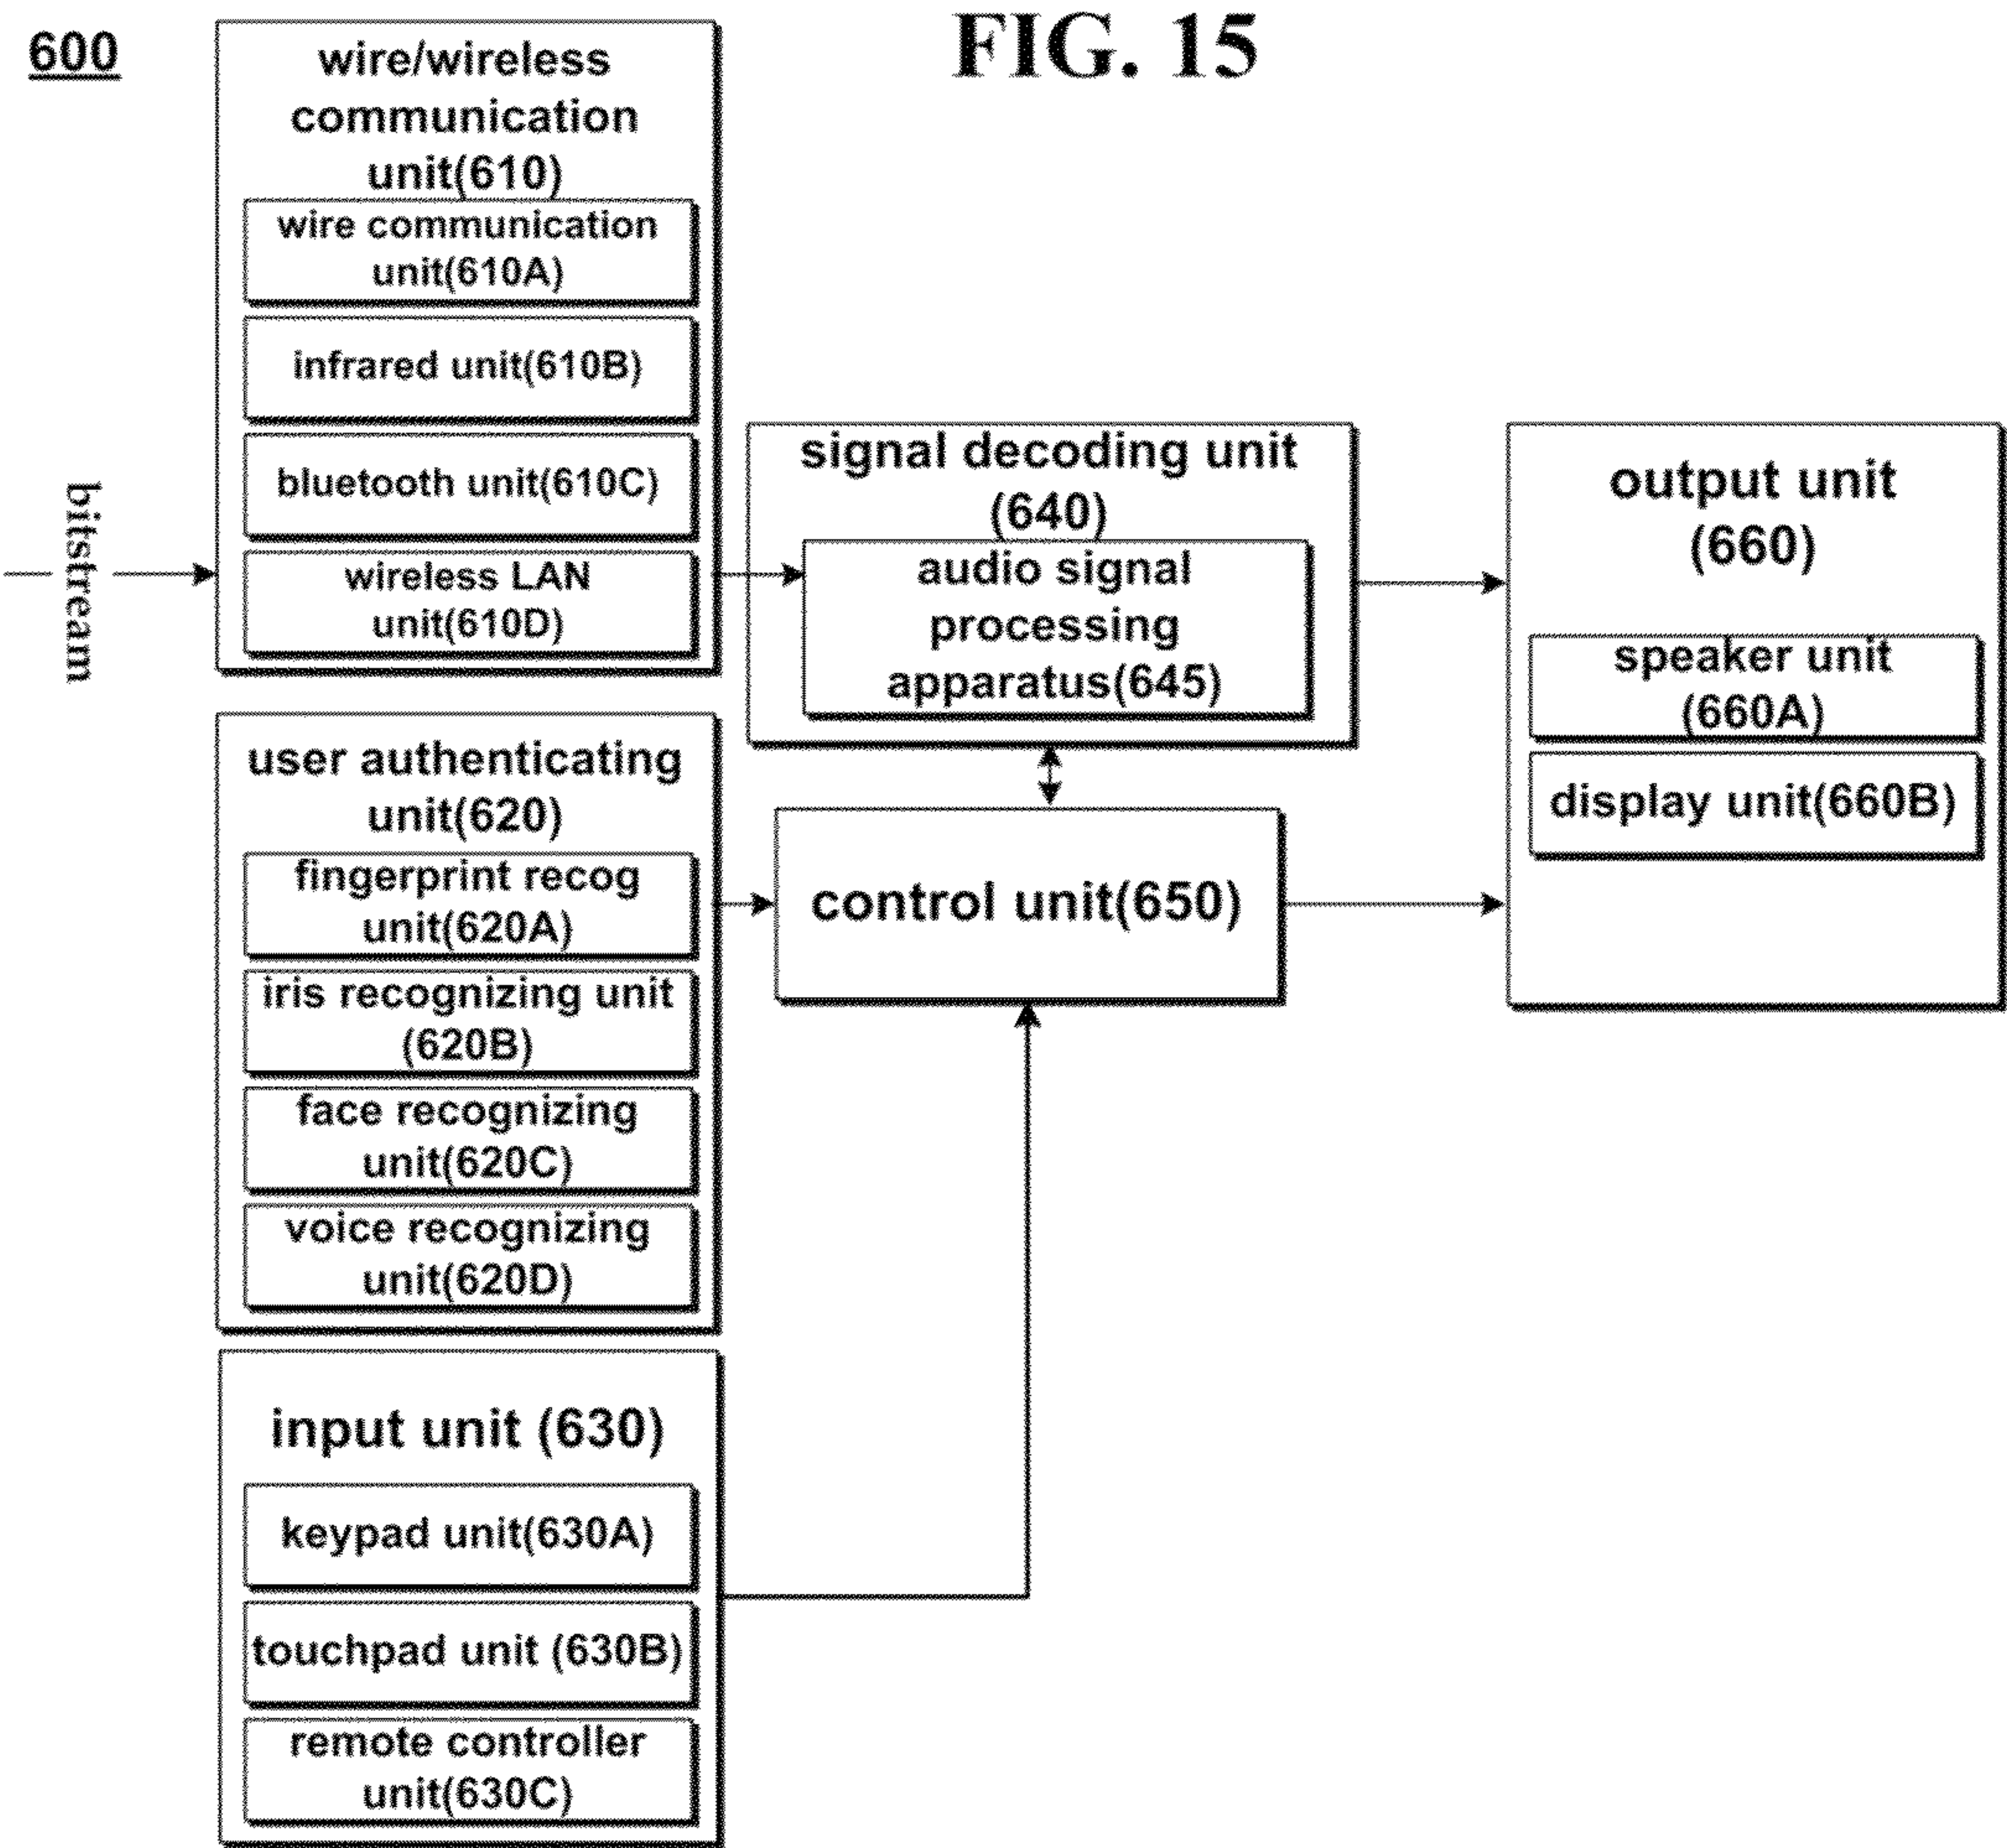 600
FIG. 15
wire/wireless
communication
unit(610)
wire communication
unit(610A)
infrared unit(610B)
bluetooth unit(610C)
wireless LAN
unit(610D)
bitstream
signal decoding unit
(640)
audio signal
processing
apparatus(645)
output unit
(660)
speaker unit
(660A)
display unit(660B)
user authenticating
unit(620)
fingerprint recog
unit(620A)
iris recognizing unit
(620B)
face recognizing
unit(620C)
voice recognizing
unit(620D)
control unit(650)
input unit (630)
keypad unit(630A)
touchpad unit (630B)
remote controller
unit(630C)